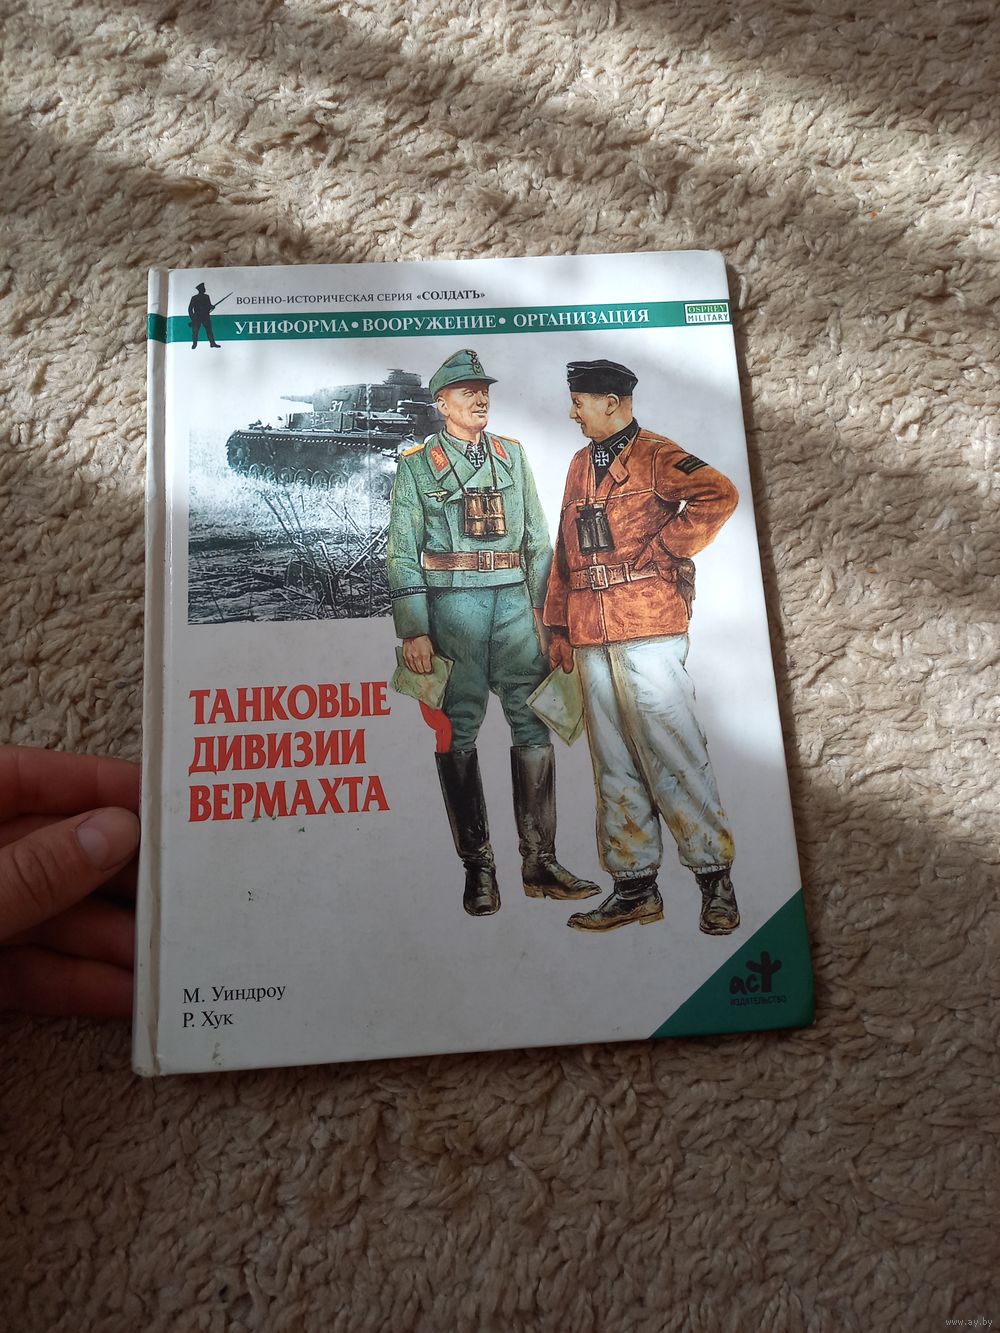 ВОЕННО-ИСТОРИЧЕСКАЯ СЕРИЯ «СОЛДАТЪ»
УНИФОРМА • ВООРУЖЕНИЕ • ОРГАНИЗАЦИЯ
OSPREY
MILITARY
31
ТАНКОВЫЕ
ДИВИЗИИ
ВЕРМАХТА
М. Уиндроу
Р. Хук
аст
ИЗДАТЕЛЬСТВО
www.ay.by